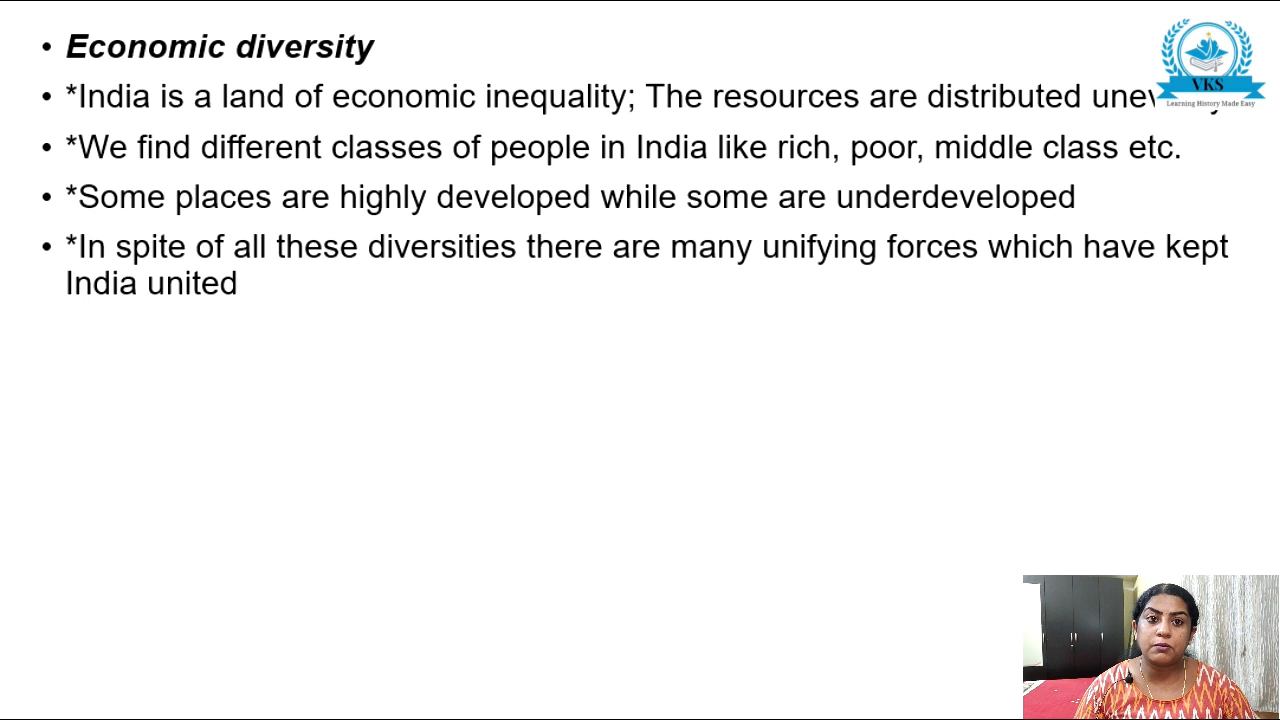 • Economic diversity
• *India is a land of economic inequality; The resources are distributed
• *We find different classes of people in India like rich, poor, middle class etc.
• *Some places are highly developed while some are underdeveloped
• *In spite of all these diversities there are many unifying forces which have kept
India united
VKS
Learning History Made Easy